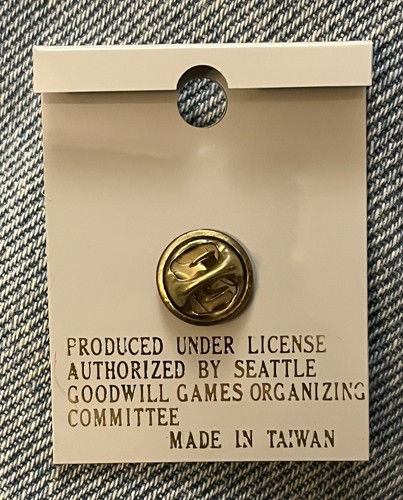 PRODUCED UNDER LICENSE
AUTHORIZED BY SEATTLE
GOODWILL GAMES ORGANIZING
COMMITTEE
MADE IN TAIWAN